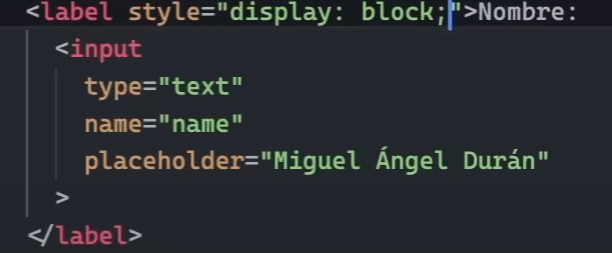 <label style="display: block;">Nombre:
<input
type="text"
name="name"
placeholder="Miguel Ángel Durán"
>
</label>